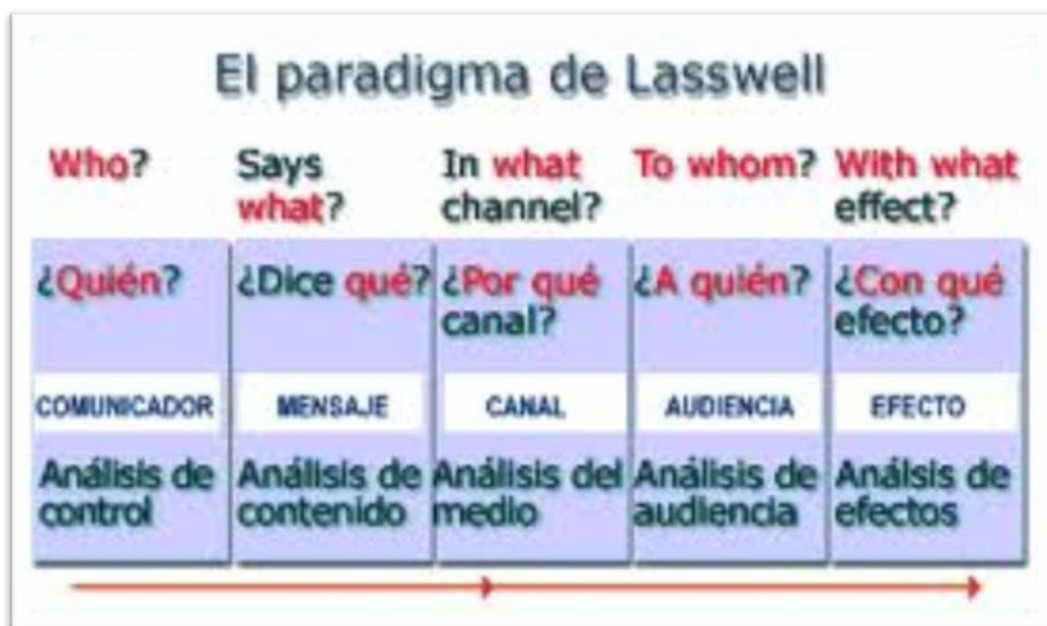 El paradigma de Lasswell
Who?
Says
what?
In what
channel?
To whom?
With what
effect?
¿Quién?
¿Dice qué?
¿Por qué
canal?
¿A quién?
¿Con qué
efecto?
COMUNICADOR
MENSAJE
CANAL
AUDIENCIA
EFECTO
Análisis de
control
Análisis de
contenido
Análisis del
medio
Análisis de
audiencia
Análsis de
efectos